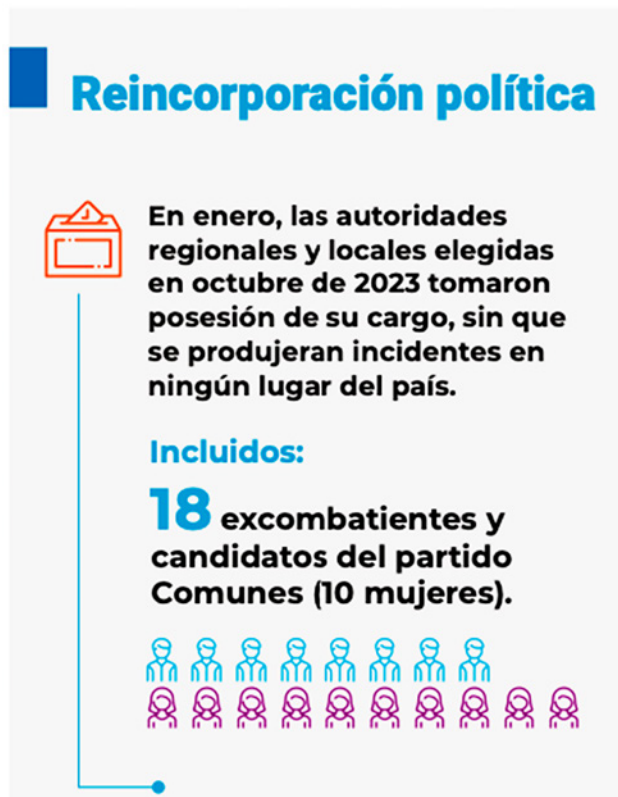 Reincorporación política
En enero, las autoridades
regionales y locales elegidas
en octubre de 2023 tomaron
posesión de su cargo, sin que
se produjeran incidentes en
ningún lugar del país.
Incluidos:
18 excombatientes y
candidatos del partido
Comunes (10 mujeres).